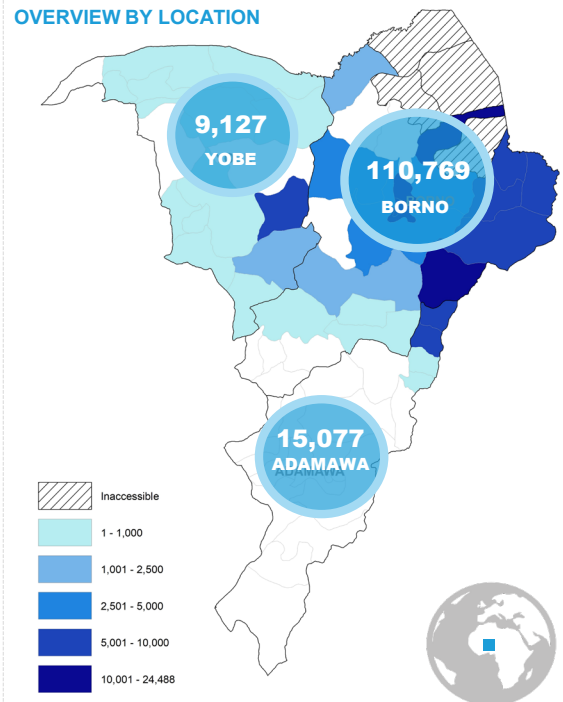 OVERVIEW BY LOCATION
9,127
YOBE
110,769
BORNO
15,077
ADAMAWA
ADAMAWA
Inaccessible
1 - 1,000
1,001 - 2,500
2,501 - 5,000
5,001 - 10,000
10,001 - 24,488